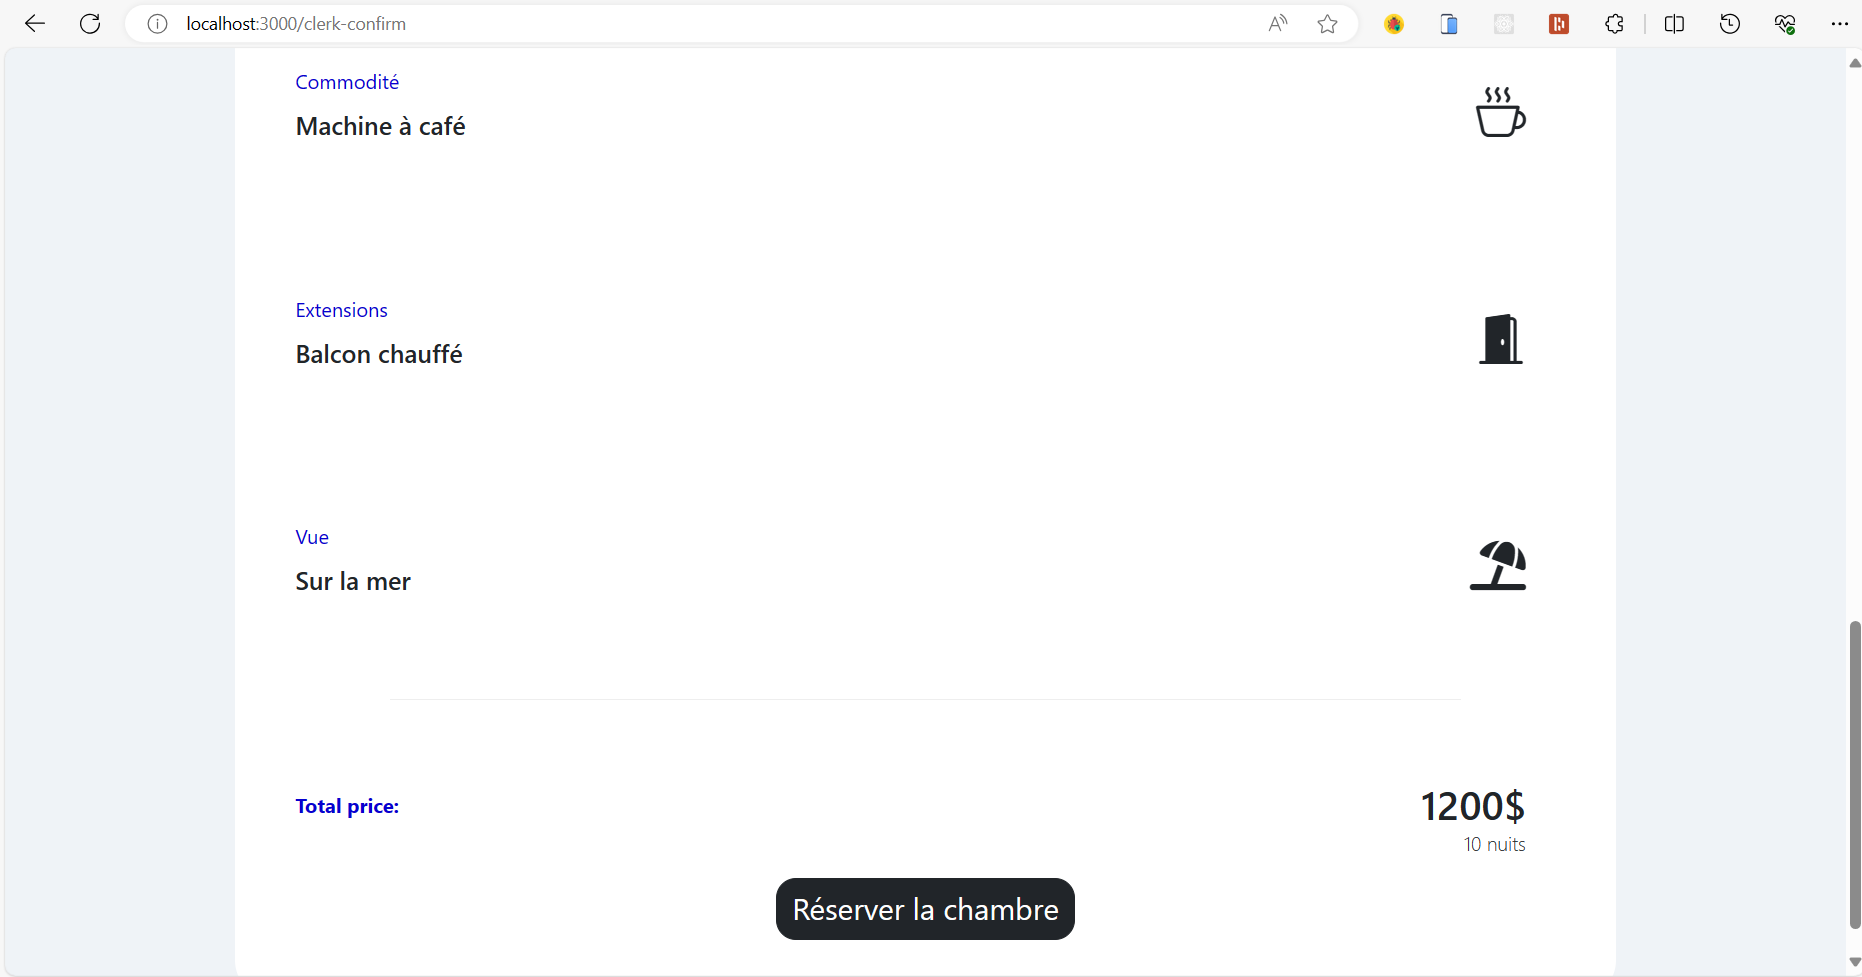 localhost:3000/clerk-confirm
Commodité
Machine à café
Extensions
Balcon chauffé
Vue
Sur la mer
Total price:
1200$
10 nuits
Réserver la chambre